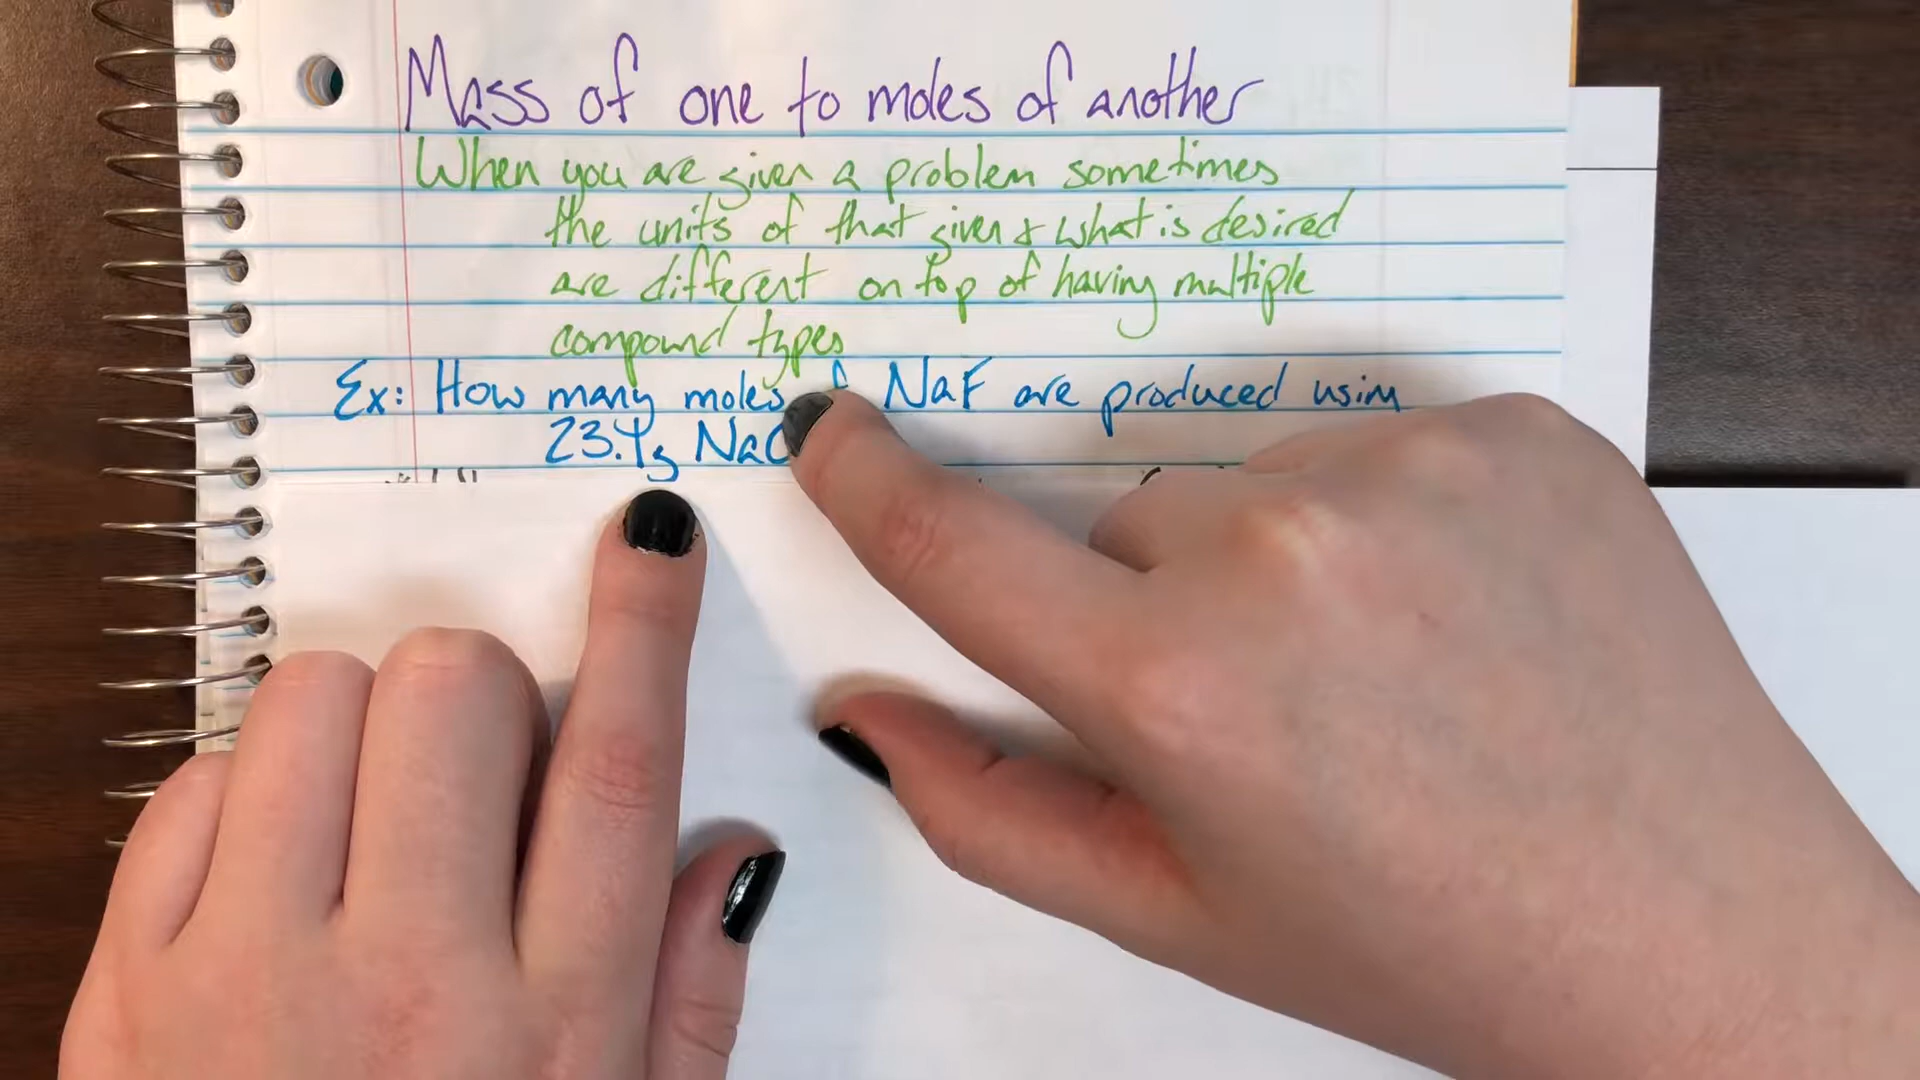 Mass of one to moles of another
When you are given a problem sometimes
the units of that given & what is desired
are different on top of having multiple
compound types
Ex: How many moles NaF are produced using
23.4g